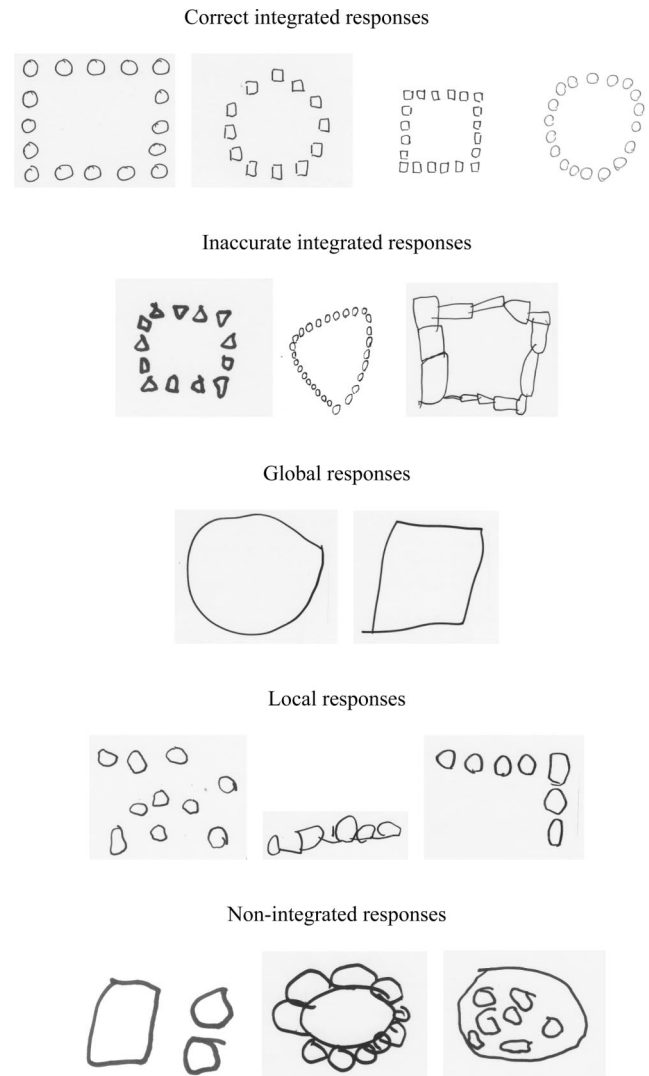 Correct integrated responses
Inaccurate integrated responses
Global responses
Local responses
Non-integrated responses